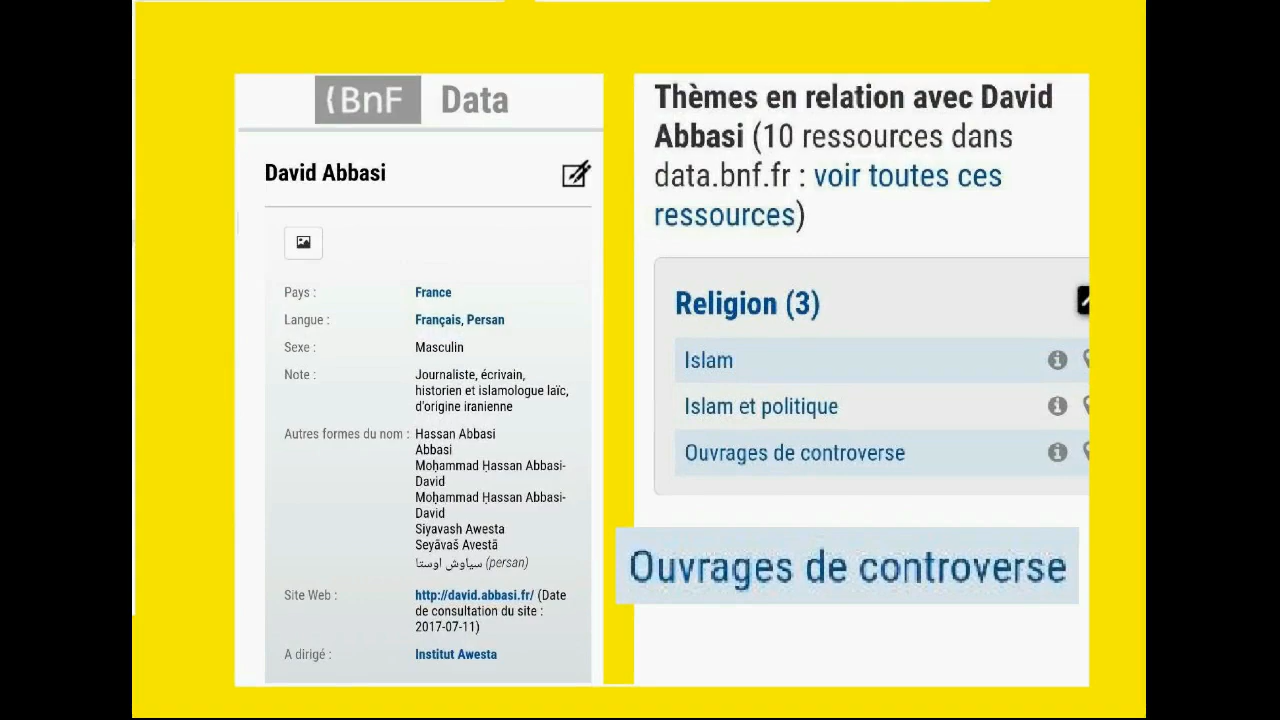 (BnF Data
David Abbasi
Pays : France
Langue : Français, Persan
Sexe : Masculin
Note : Journaliste, écrivain,
historien et islamologue laïc,
d'origine iranienne
Autres formes du nom : Hassan Abbasi
Abbasi
Moḥammad Ḥassan Abbasi-
David
Moḥammad Ḥassan Abbasi-
David
Siyavash Awesta
Seyāvaš Avestā
سياوش اوستا (persan)
Site Web : http://david.abbasi.fr/ (Date
de consultation du site :
2017-07-11)
A dirigé : Institut Awesta
Thèmes en relation avec David
Abbasi (10 ressources dans
data.bnf.fr : voir toutes ces
ressources)
Religion (3)
Islam
Islam et politique
Ouvrages de controverse
Ouvrages de controverse